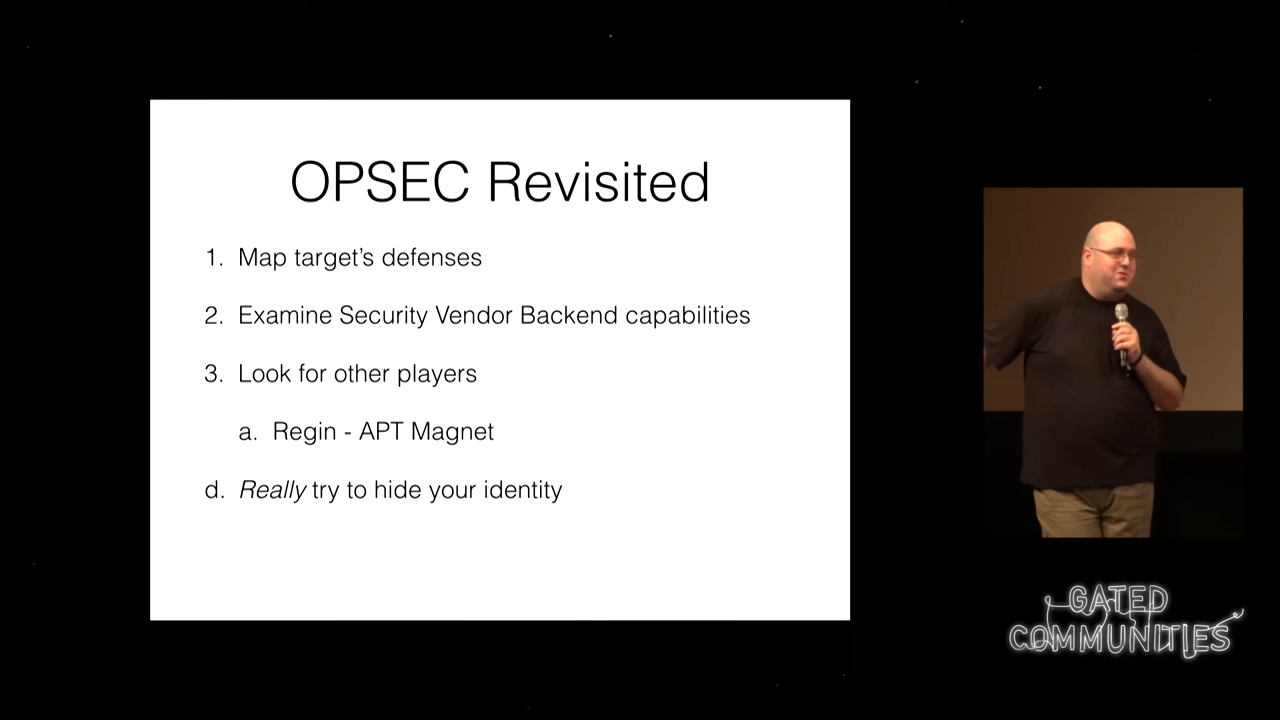 OPSEC Revisited
1. Map target's defenses
2. Examine Security Vendor Backend capabilities
3. Look for other players
a. Regin - APT Magnet
d. Really try to hide your identity
GATED
COMMUNITIES